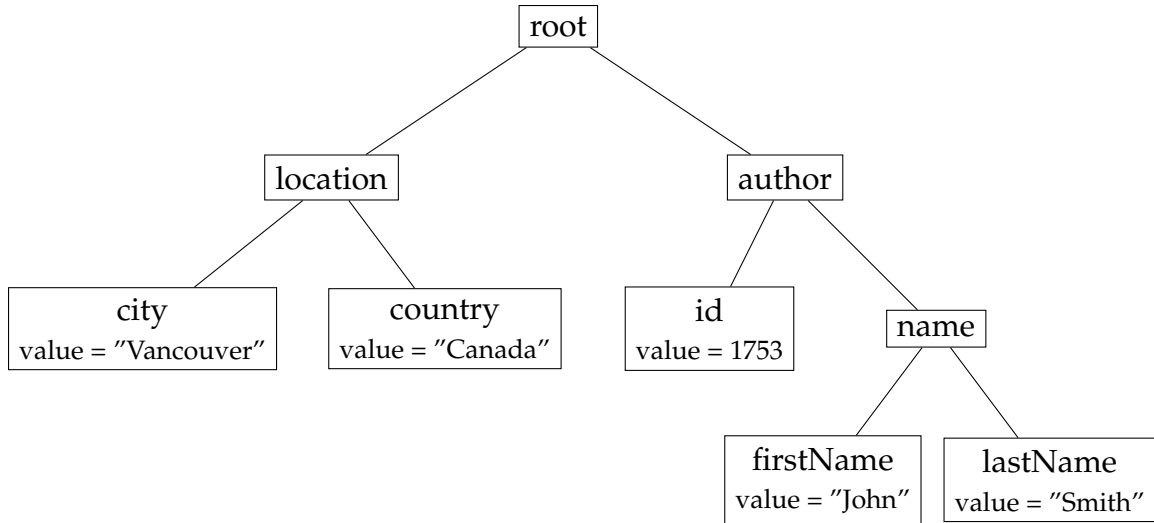 root
location
author
city
value = ”Vancouver”
country
value = ”Canada”
id
value = 1753
name
firstName
value = ”John”
lastName
value = ”Smith”